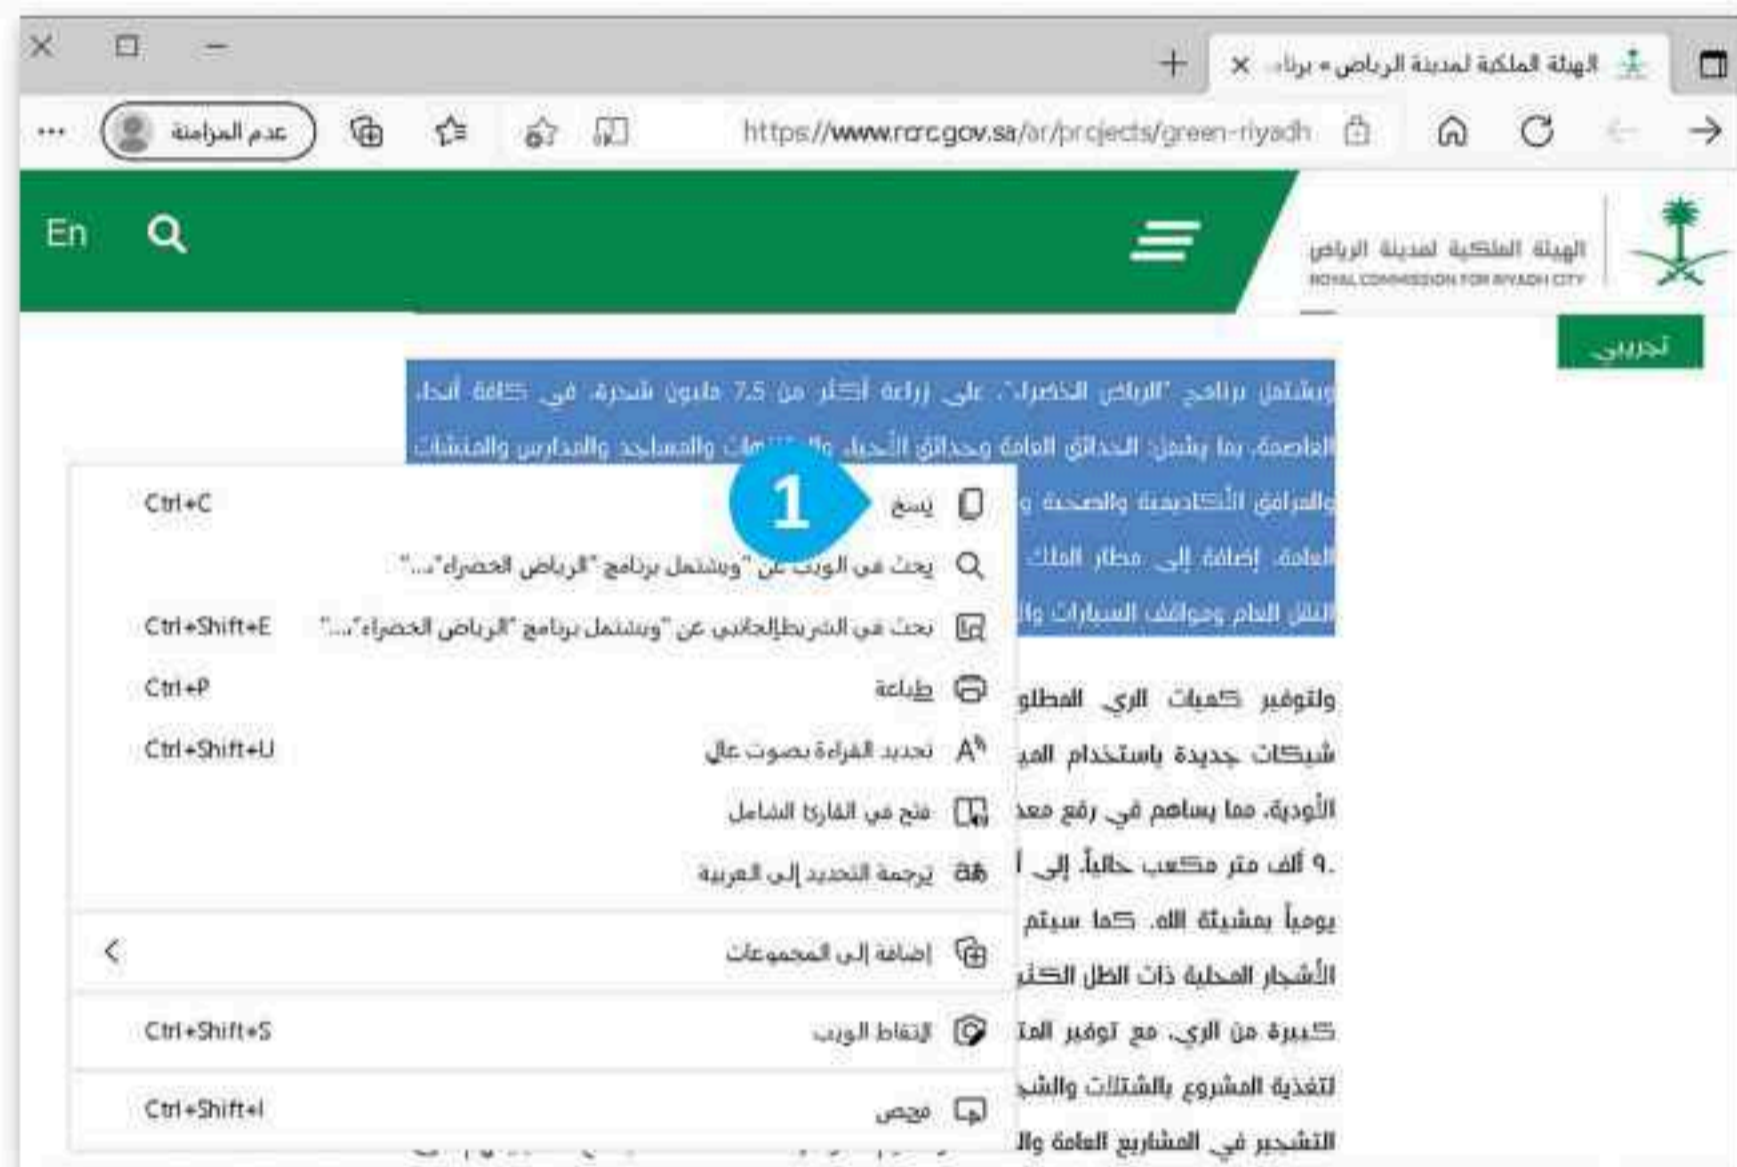 الهيئة الملكية لمدينة الرياض » برنا
https://www.rcrc.gov.sa/ar/projects/green-riyadh
عدم المزامنة
الهيئة الملكية لمدينة الرياض
ROYAL COMMISSION FOR RIYADH CITY
En
تجريبي
ويشتمل برنامج "الرياض الخضراء"، على زراعة أكثر من 7.5 مليون شجرة، في كافة أنحاء
العاصمة، بما يشمل: الحدائق العامة وحدائق الأحياء والمساجد والمدارس والمنشآت
والمرافق الأكاديمية والصحية و
العامة، إضافة إلى مطار الملك
النقل العام ومواقف السيارات وال
1
نسخ Ctrl+C
بحث في الويب عن "ويشتمل برنامج "الرياض الخضراء"،..."
بحث في الشريط الجانبي عن "ويشتمل برنامج "الرياض الخضراء"،..." Ctrl+Shift+E
طباعة Ctrl+P
تحديد القراءة بصوت عالٍ Ctrl+Shift+U
فتح في القارئ الشامل
ترجمة التحديد إلى العربية
إضافة إلى المجموعات
التقاط الويب Ctrl+Shift+S
فحص Ctrl+Shift+I
ولتوفير كميات الري المطلو
شبكات جديدة باستخدام المي
الأودية، مما يساهم في رفع معد
٩٠ ألف متر مكعب حالياً، إلى أ
يومياً بمشيئة الله. كما سيتم
الأشجار المحلية ذات الظل الكثي
كبيرة من الري، مع توفير المت
لتغذية المشروع بالشتلات والشج
التشجير في المشاريع العامة وال